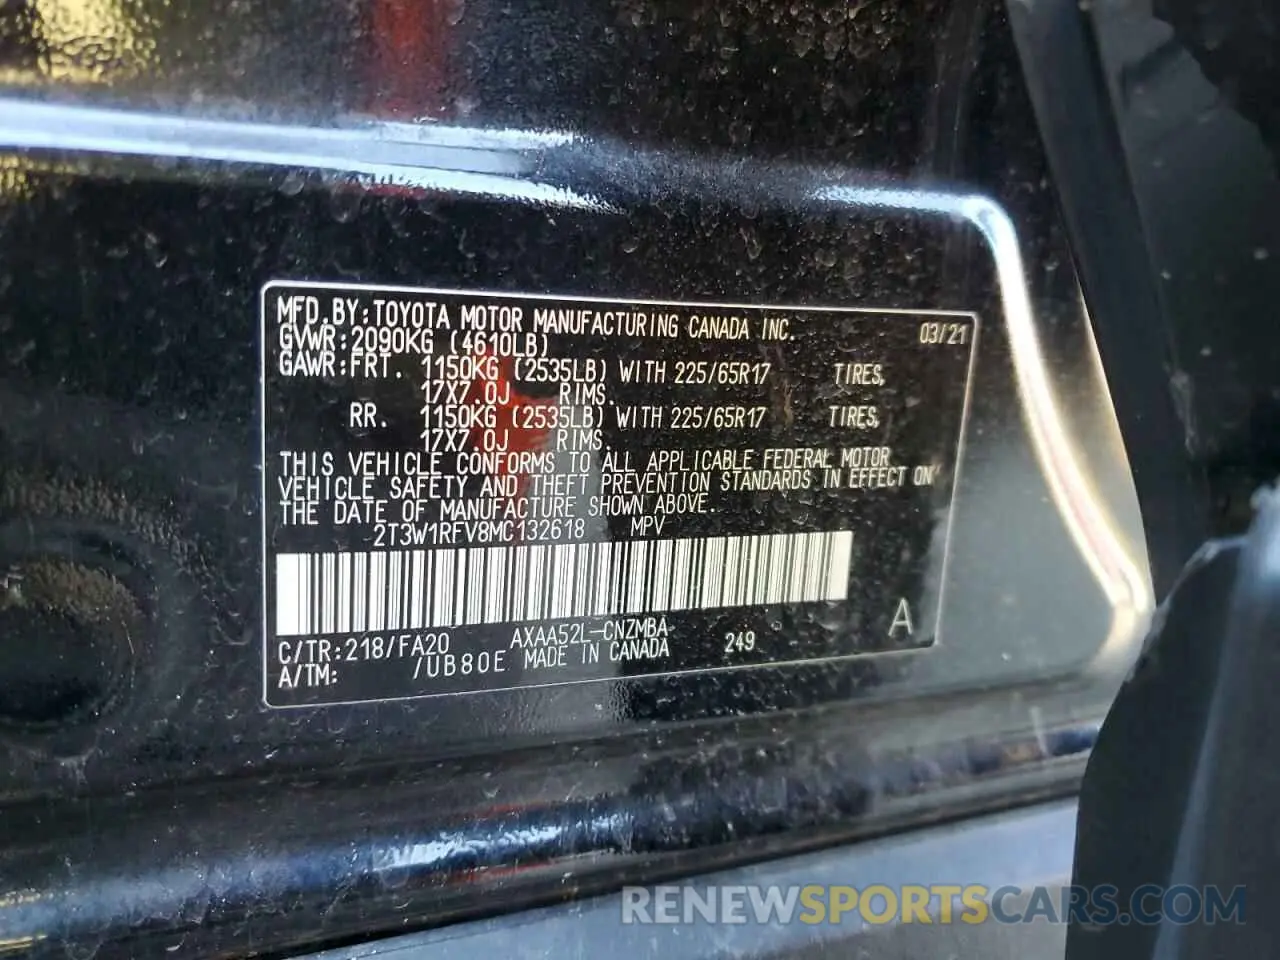 MFD.BY:TOYOTA MOTOR MANUFACTURING CANADA INC. 03/21
GVWR:2090KG (4610LB)
GAWR:FRT. 1150KG (2535LB) WITH 225/65R17 TIRES,
17X7.0J RIMS.
RR. 1150KG (2535LB) WITH 225/65R17 TIRES,
17X7.0J RIMS.
THIS VEHICLE CONFORMS TO ALL APPLICABLE FEDERAL MOTOR
VEHICLE SAFETY AND THEFT PREVENTION STANDARDS IN EFFECT ON
THE DATE OF MANUFACTURE SHOWN ABOVE.
2T3W1RFV8MC132618 MPV
A
C/TR:218/FA20 AXAA52L-CNZMBA 249
A/TM: /UB80E MADE IN CANADA
RENEWSPORTSCARS.COM